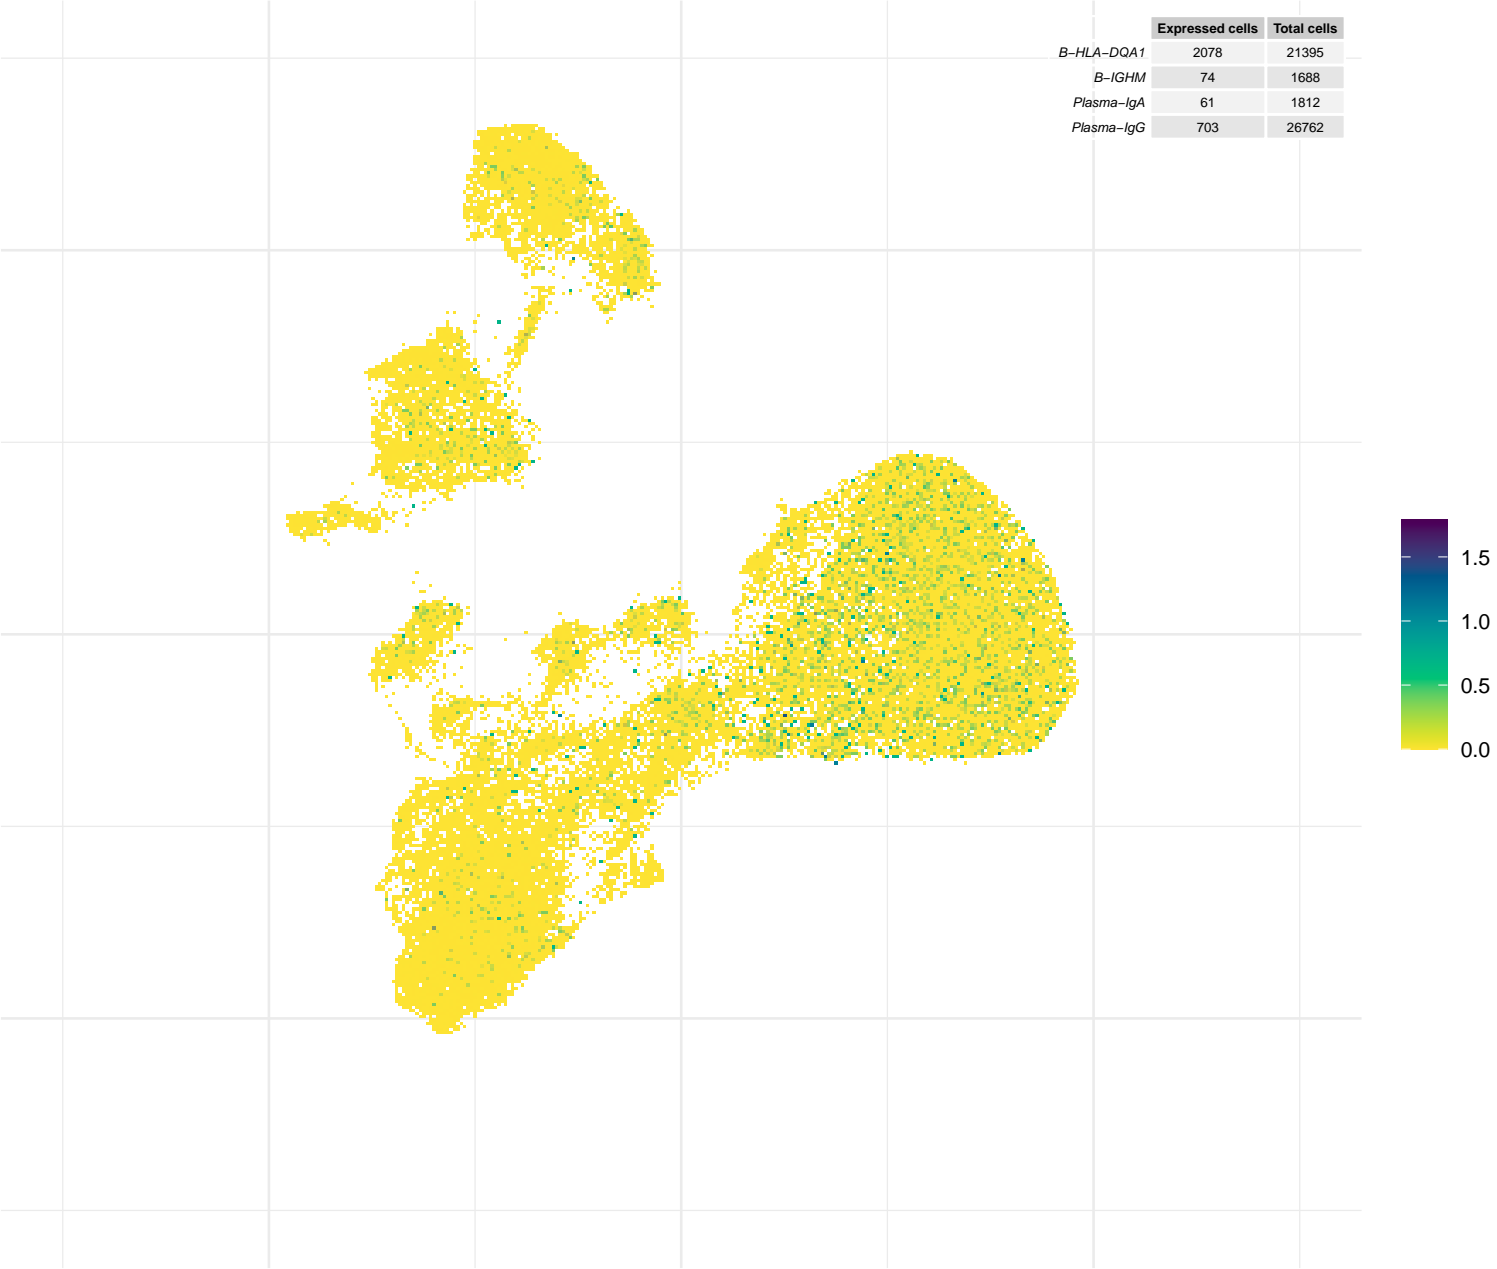 Expressed cells Total cells
B−HLA−DQA1 2078 21395
B−IGHM 74 1688
Plasma−IgA 61 1812
Plasma−IgG 703 26762
1.5
1.0
0.5
0.0